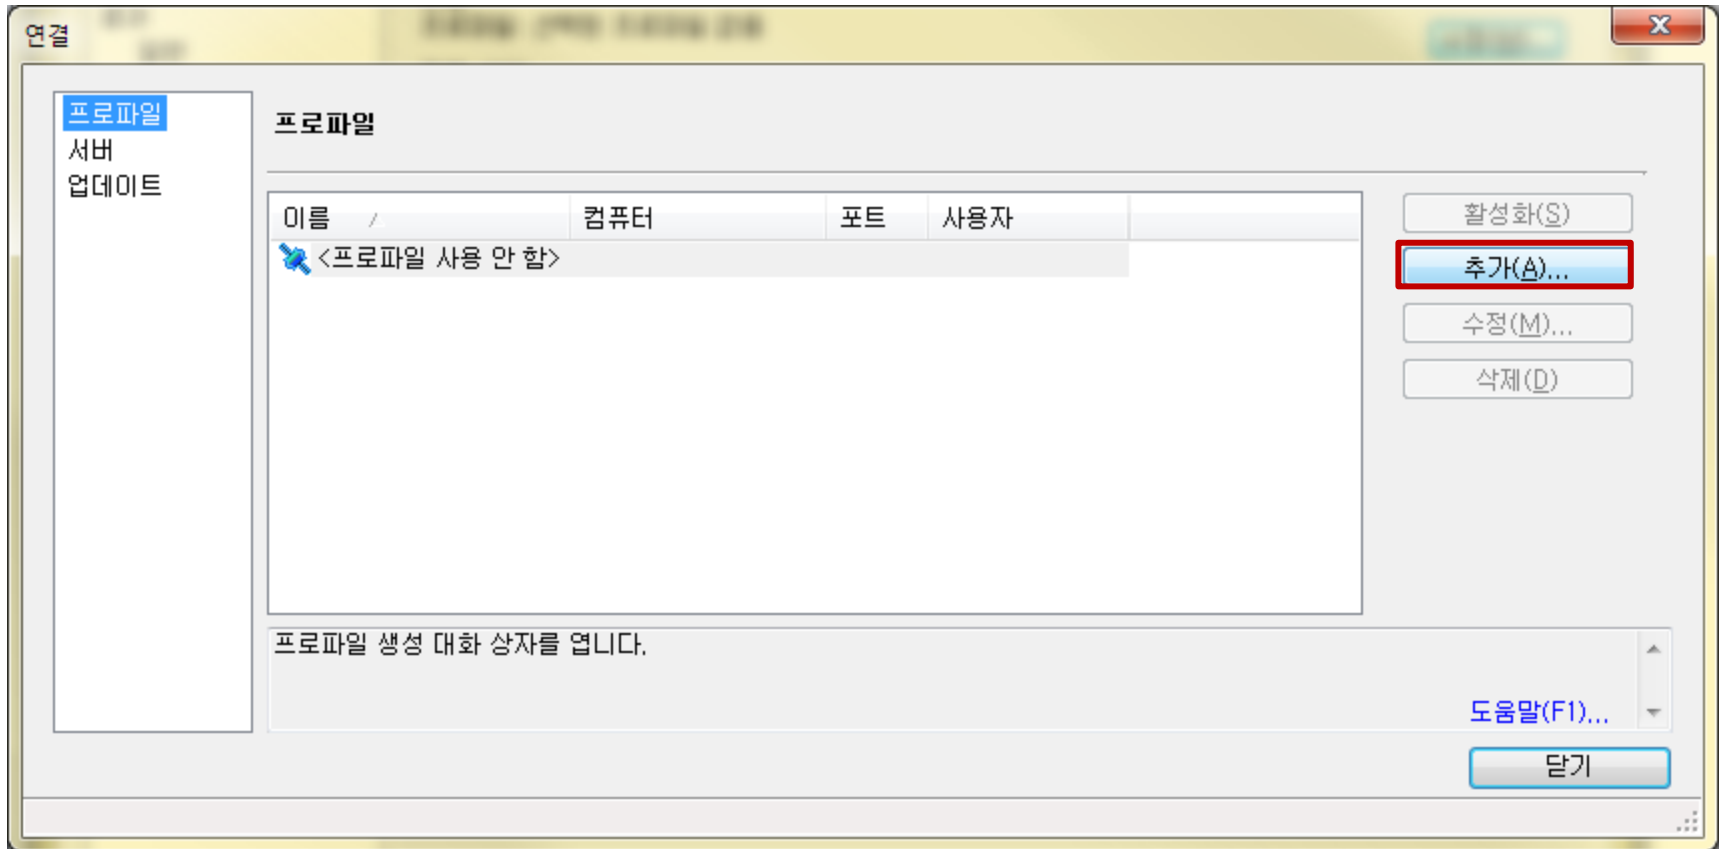 연결
프로파일
서버
업데이트
프로파일
이름 컴퓨터 포트 사용자
<프로파일 사용 안 함>
활성화(S)
추가(A)...
수정(M)...
삭제(D)
프로파일 생성 대화 상자를 엽니다.
도움말(F1)...
닫기